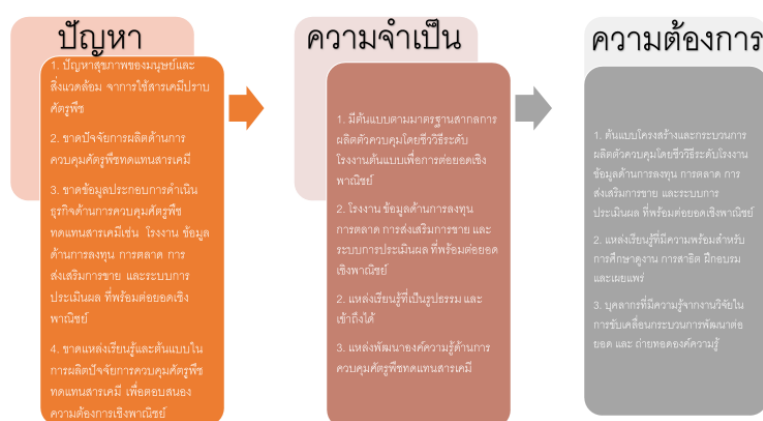 ปัญหา
1. ปัญหาสุขภาพของมนุษย์และ
สิ่งแวดล้อม จาการใช้สารเคมีปราบ
ศัตรูพืช
2. ขาดปัจจัยการผลิตด้านการ
ควบคุมศัตรูพืชทดแทนสารเคมี
3. ขาดข้อมูลประกอบการดำเนิน
ธุรกิจด้านการควบคุมศัตรูพืช
ทดแทนสารเคมีเช่น โรงงาน ข้อมูล
ด้านการลงทุน การตลาด การ
ส่งเสริมการขาย และระบบการ
ประเมินผล ที่พร้อมต่อยอดเชิง
พาณิชย์
4. ขาดแหล่งเรียนรู้และต้นแบบใน
การผลิตปัจจัยการควบคุมศัตรูพืช
ทดแทนสารเคมี เพื่อตอบสนอง
ความต้องการเชิงพาณิชย์
ความจำเป็น
1. มีต้นแบบตามมาตรฐานสากลการ
ผลิตตัวควบคุมโดยชีววิธีระดับ
โรงงานต้นแบบเพื่อการต่อยอดเชิง
พาณิชย์
2. โรงงาน ข้อมูลด้านการลงทุน
การตลาด การส่งเสริมการขาย และ
ระบบการประเมินผล ที่พร้อมต่อยอด
เชิงพาณิชย์
2. แหล่งเรียนรู้ที่เป็นรูปธรรม และ
เข้าถึงได้
3. แหล่งพัฒนาองค์ความรู้ด้านการ
ควบคุมศัตรูพืชทดแทนสารเคมี
ความต้องการ
1. ต้นแบบโครงสร้างและกระบวนการ
ผลิตตัวควบคุมโดยชีววิธีระดับโรงงาน
ข้อมูลด้านการลงทุน การตลาด การ
ส่งเสริมการขาย และระบบการ
ประเมินผล ที่พร้อมต่อยอดเชิงพาณิชย์
2. แหล่งเรียนรู้ที่มีความพร้อมสำหรับ
การศึกษาดูงาน การสาธิต ฝึกอบรม
และเผยแพร่
3. บุคลากรที่มีความรู้จากงานวิจัยใน
การขับเคลื่อนกระบวนการพัฒนาต่อ
ยอด และ ถ่ายทอดองค์ความรู้